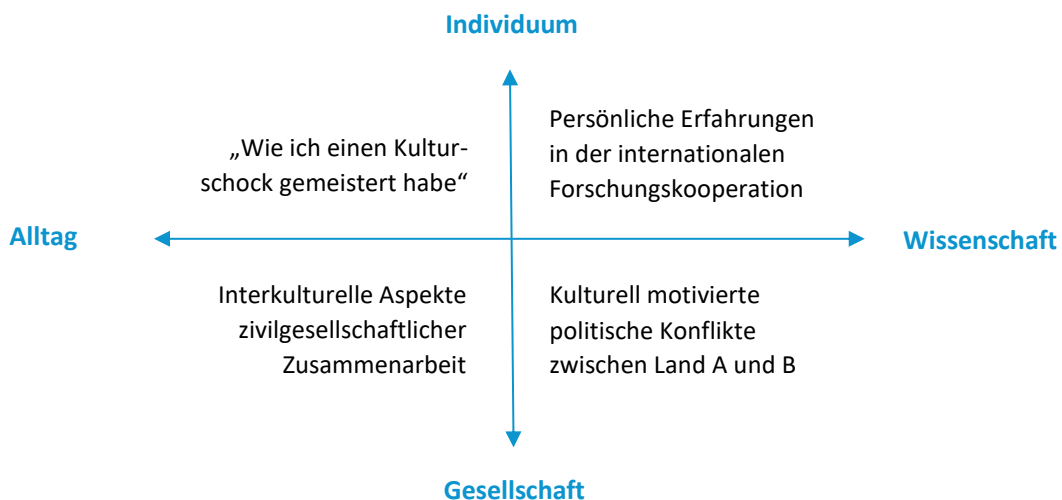 Individuum
„Wie ich einen Kultur-
schock gemeistert habe“
Persönliche Erfahrungen
in der internationalen
Forschungskooperation
Alltag
Wissenschaft
Interkulturelle Aspekte
zivilgesellschaftlicher
Zusammenarbeit
Kulturell motivierte
politische Konflikte
zwischen Land A und B
Gesellschaft